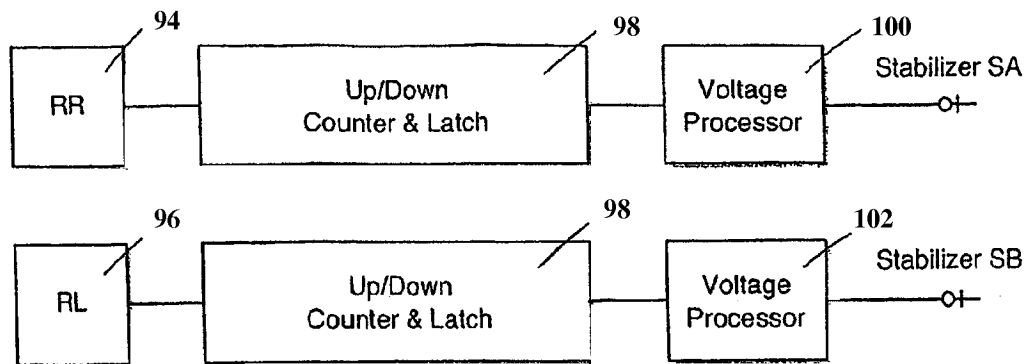 94
98
100
Stabilizer SA
RR
Up/Down
Counter & Latch
Voltage
Processor
96
98
102
Stabilizer SB
RL
Up/Down
Counter & Latch
Voltage
Processor